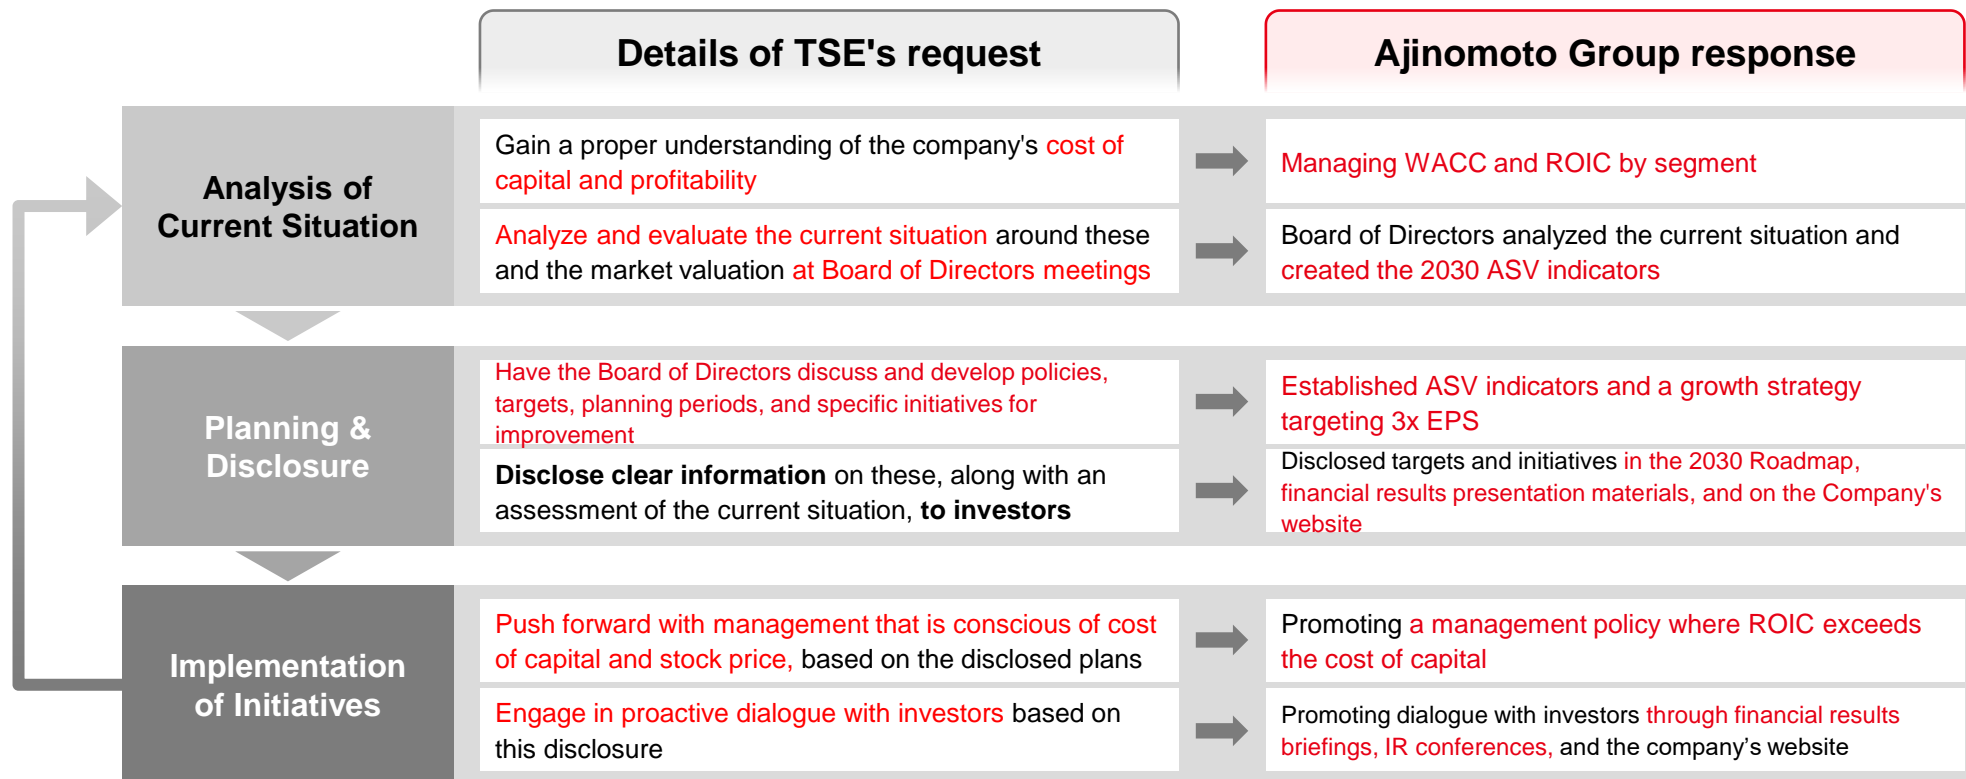 Details of TSE's request
Ajinomoto Group response
Analysis of
Current Situation
Gain a proper understanding of the company's cost of
capital and profitability
Managing WACC and ROIC by segment
Analyze and evaluate the current situation around these
and the market valuation at Board of Directors meetings
Board of Directors analyzed the current situation and
created the 2030 ASV indicators
Planning &
Disclosure
Have the Board of Directors discuss and develop policies,
targets, planning periods, and specific initiatives for
improvement
Established ASV indicators and a growth strategy
targeting 3x EPS
Disclose clear information on these, along with an
assessment of the current situation, to investors
Disclosed targets and initiatives in the 2030 Roadmap,
financial results presentation materials, and on the Company's
website
Implementation
of Initiatives
Push forward with management that is conscious of cost
of capital and stock price, based on the disclosed plans
Promoting a management policy where ROIC exceeds
the cost of capital
Engage in proactive dialogue with investors based on
this disclosure
Promoting dialogue with investors through financial results
briefings, IR conferences, and the company’s website